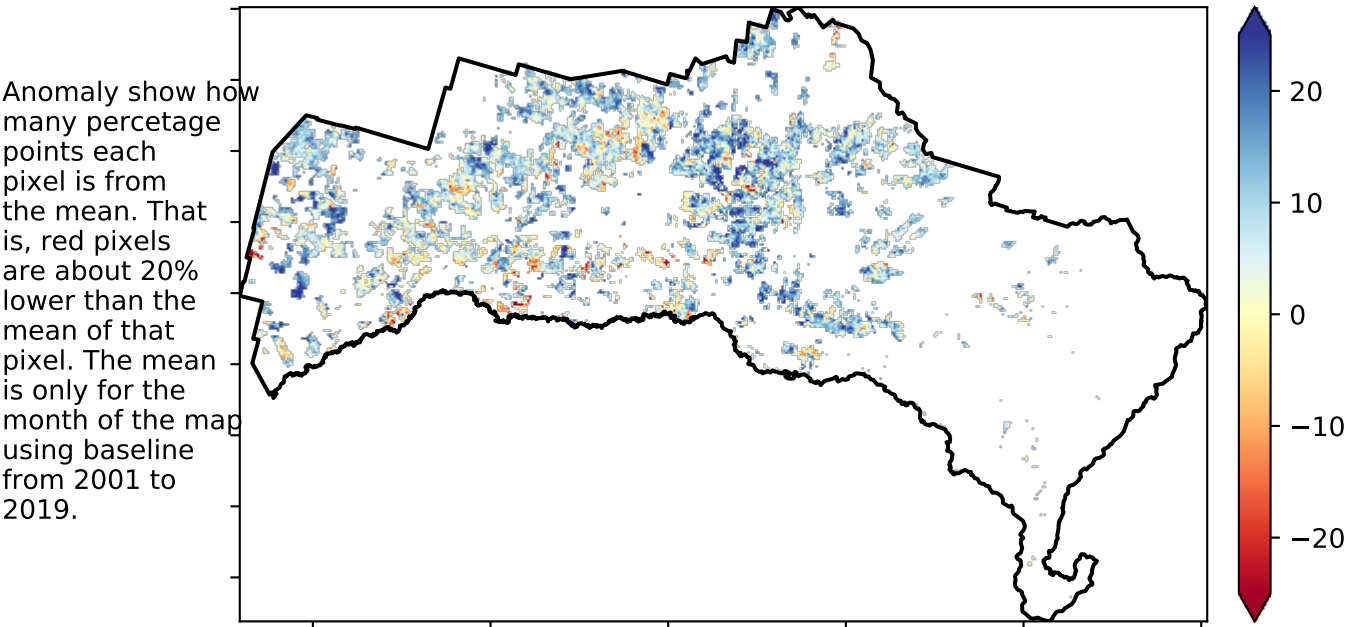 Anomaly show how
many percetage
points each
pixel is from
the mean. That
is, red pixels
are about 20%
lower than the
mean of that
pixel. The mean
is only for the
month of the map
using baseline
from 2001 to
2019.
20
10
0
−10
−20